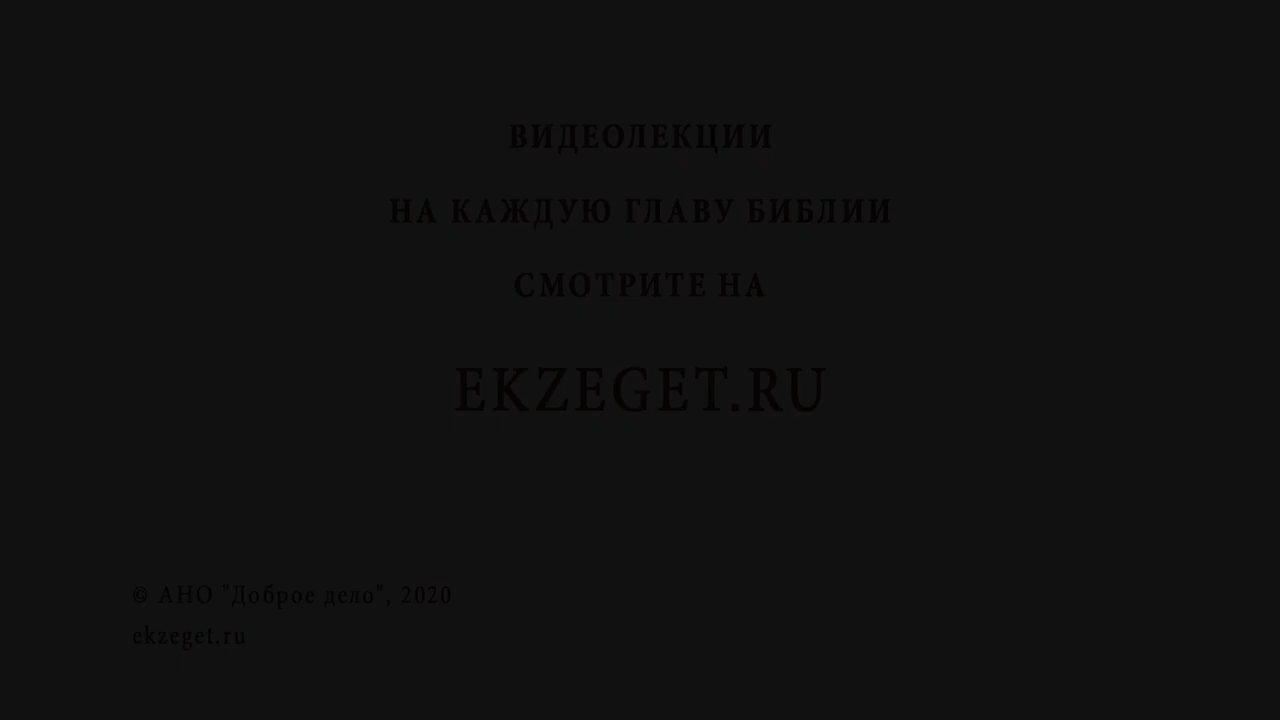 ВИДЕОЛЕКЦИИ
НА КАЖДУЮ ГЛАВУ БИБЛИИ
СМОТРИТЕ НА
EKZEGET.RU
© АНО "Доброе дело", 2020
ekzeget.ru